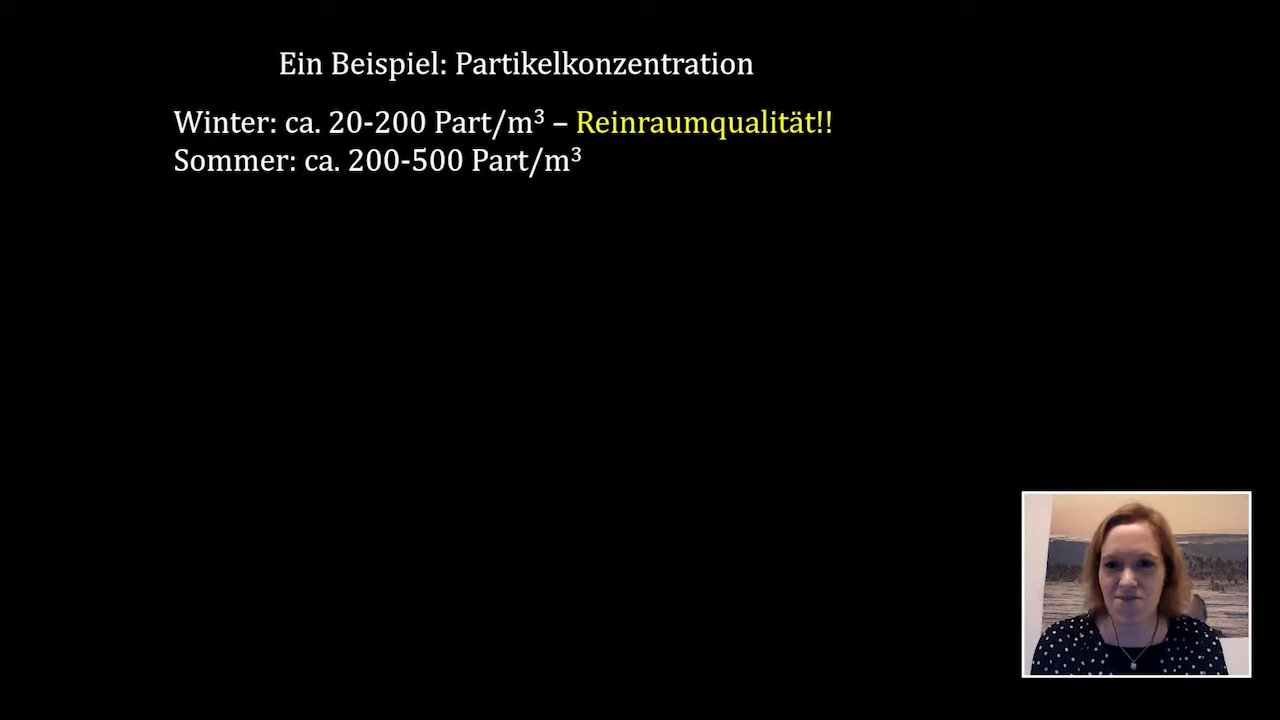 Ein Beispiel: Partikelkonzentration
Winter: ca. 20-200 Part/m³ – Reinraumqualität!!
Sommer: ca. 200-500 Part/m³